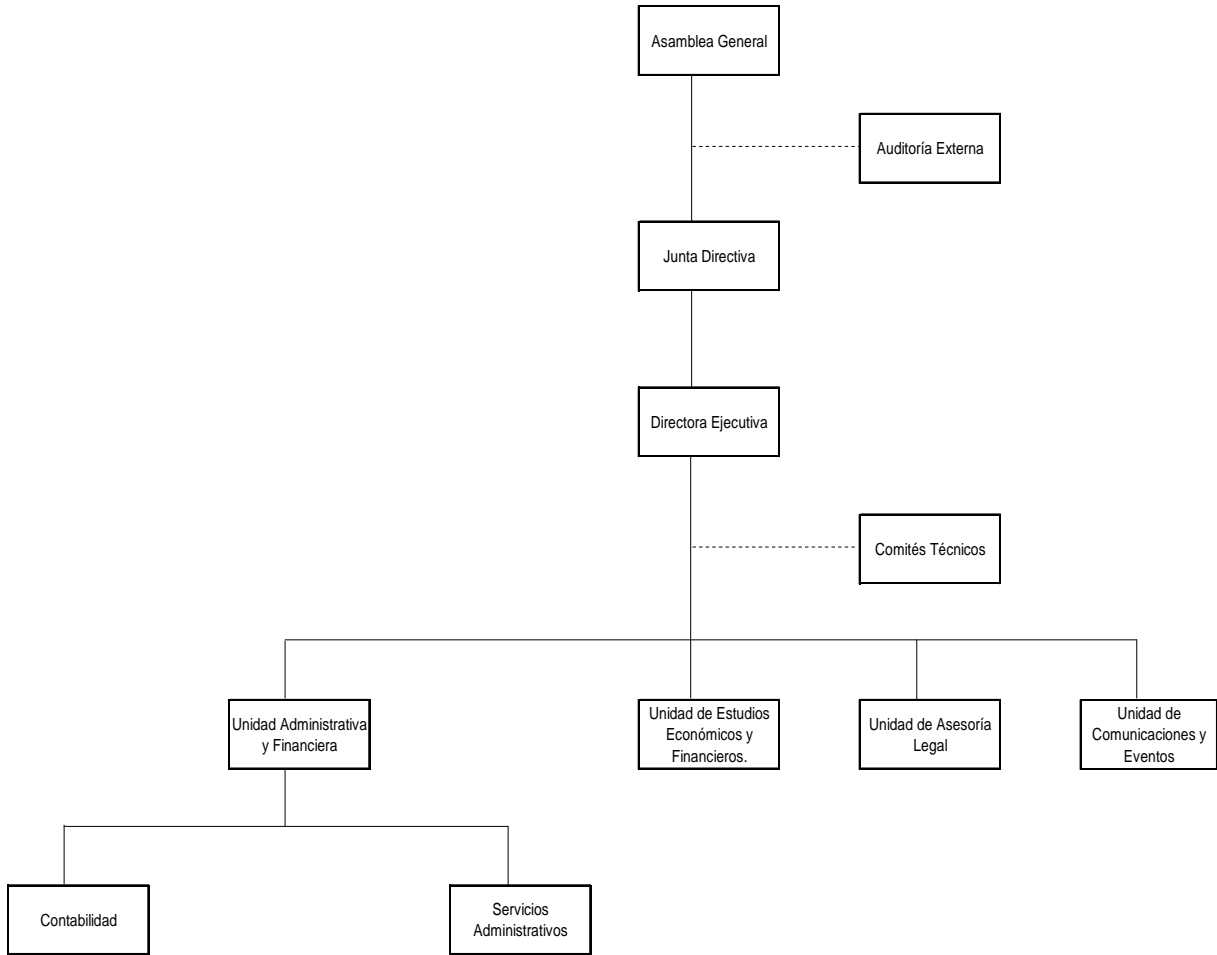 Asamblea General
Auditoría Externa
Junta Directiva
Directora Ejecutiva
Comités Técnicos
Unidad Administrativa
y Financiera
Unidad de Estudios
Económicos y
Financieros.
Unidad de Asesoría
Legal
Unidad de
Comunicaciones y
Eventos
Contabilidad
Servicios
Administrativos